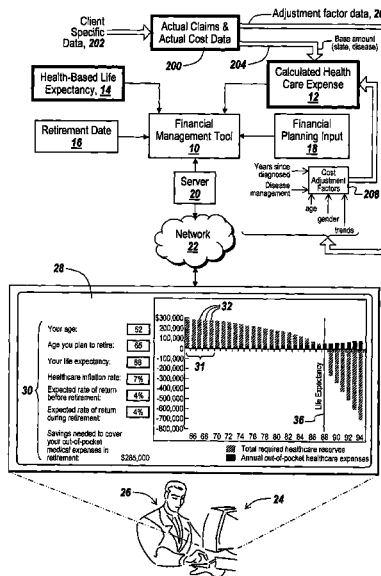 Client
Specific
Data, 202
Actual Claims &
Actual Cost Data
200
Adjustment factor data, 20
204
Base amount
(state, disease)
Health-Based Life
Expectancy, 14
Calculated Health
Care Expense
12
Retirement Date
16
Financial
Management Tool
10
Financial
Planning Input
18
Years since
diagnosed
Disease
management
Cost
Adjustment
Factors
208
age
gender
trends
Server
20
Network
22
28
30
Your age: 52
Age you plan to retire: 65
Your life expectancy: 88
Healthcare inflation rate: 7%
Expected rate of return
before retirement: 4%
Expected rate of return
during retirement: 4%
Savings needed to cover
your out-of-pocket
medical expenses in
retirement: $285,000
$300,000
200,000
100,000
0
-100,000
-200,000
-300,000
-400,000
-500,000
-600,000
-700,000
-800,000
32
31
36
Life Expectancy
66 68 70 72 74 76 78 80 82 84 86 88 90 92 94
Total required healthcare reserves
Annual out-of-pocket healthcare expenses
26
24